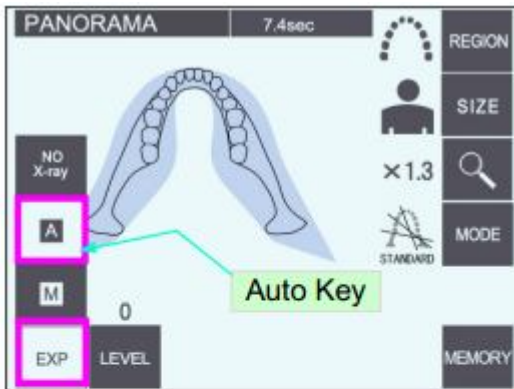 PANORAMA
7.4sec
REGION
SIZE
NO
X-ray
×1.3
A
MODE
STANDARD
Auto Key
M
0
EXP
LEVEL
MEMORY